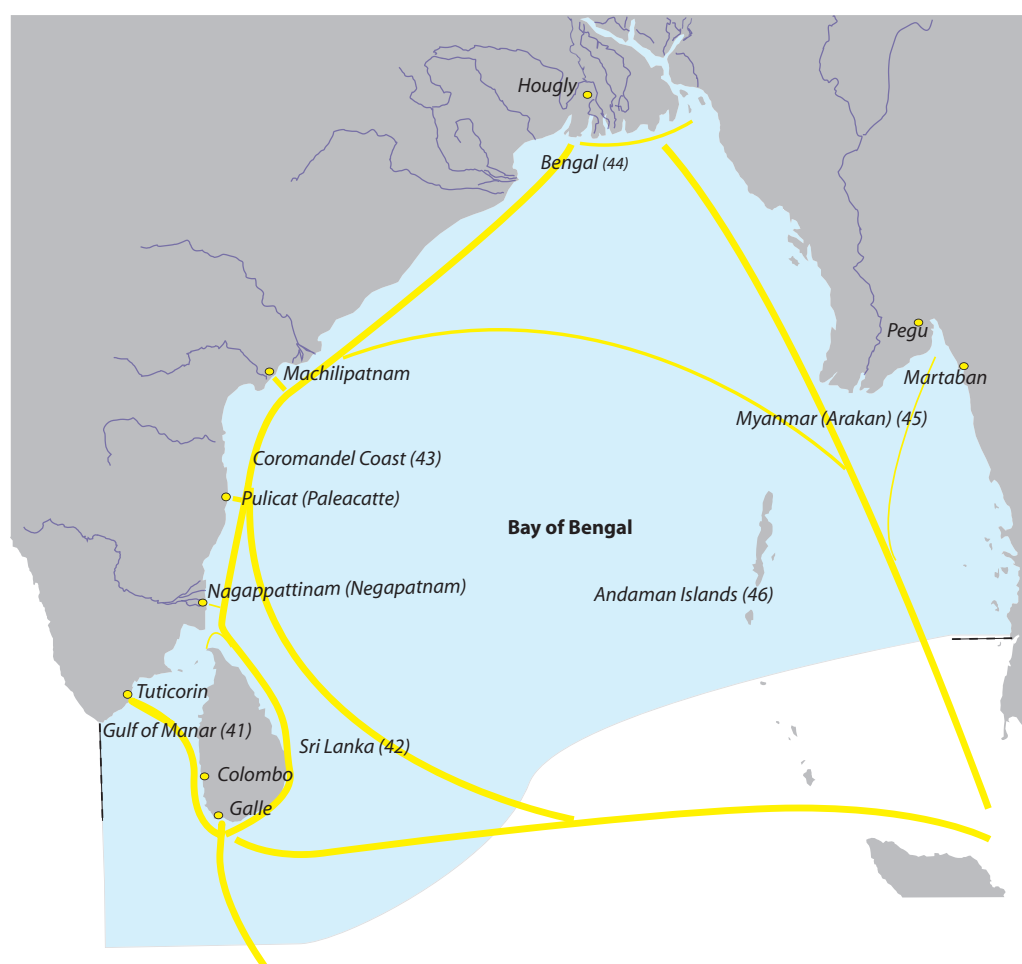 Hougly
Bengal (44)
Pegu
Machilipatnam
Martaban
Myanmar (Arakan) (45)
Coromandel Coast (43)
Pulicat (Paleacatte)
Bay of Bengal
Nagappattinam (Negapatnam)
Andaman Islands (46)
Tuticorin
Gulf of Manar (41)
Sri Lanka (42)
Colombo
Galle